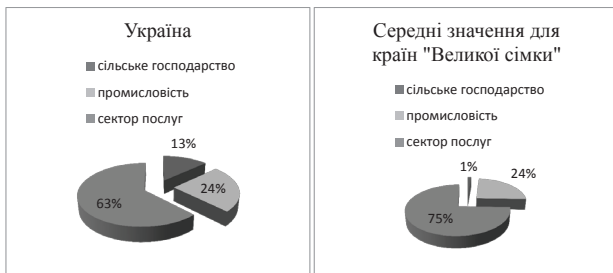 Україна
сільське господарство
промисловість
сектор послуг
13%
24%
63%
Середні значення для
країн "Великої сімки"
сільське господарство
промисловість
сектор послуг
1%
24%
75%